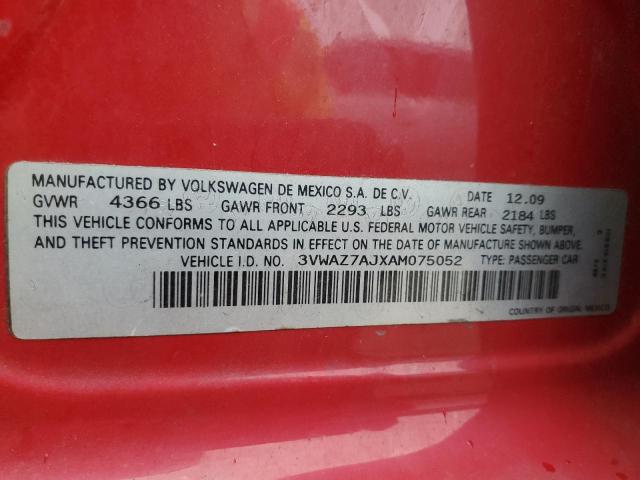 MANUFACTURED BY VOLKSWAGEN DE MEXICO S.A. DE C.V. DATE 12.09
GVWR 4366 LBS GAWR FRONT 2293 LBS GAWR REAR 2184 LBS
THIS VEHICLE CONFORMS TO ALL APPLICABLE U.S. FEDERAL MOTOR VEHICLE SAFETY, BUMPER,
AND THEFT PREVENTION STANDARDS IN EFFECT ON THE DATE OF MANUFACTURE SHOWN ABOVE.
VEHICLE I.D. NO. 3VWAZ7AJXAM075052 TYPE: PASSENGER CAR
COUNTRY OF ORIGIN: MEXICO